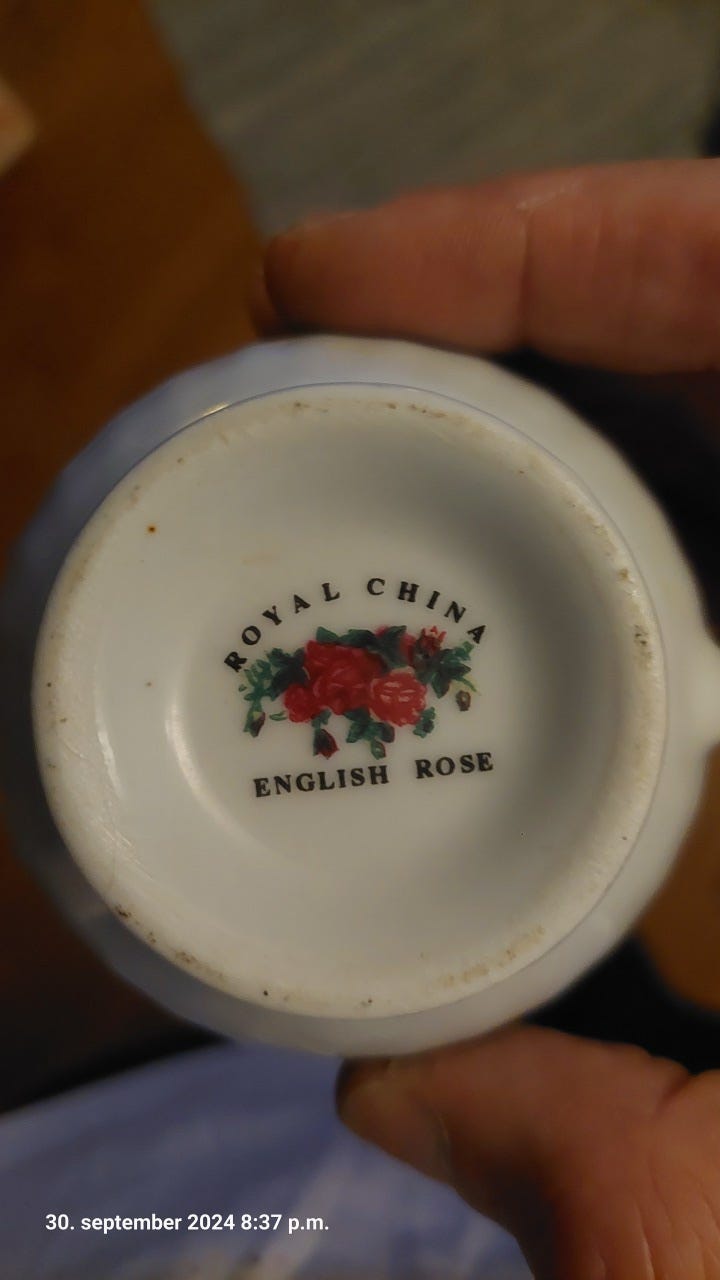 ROYAL CHINA
ENGLISH ROSE
30. september 2024 8:37 p.m.